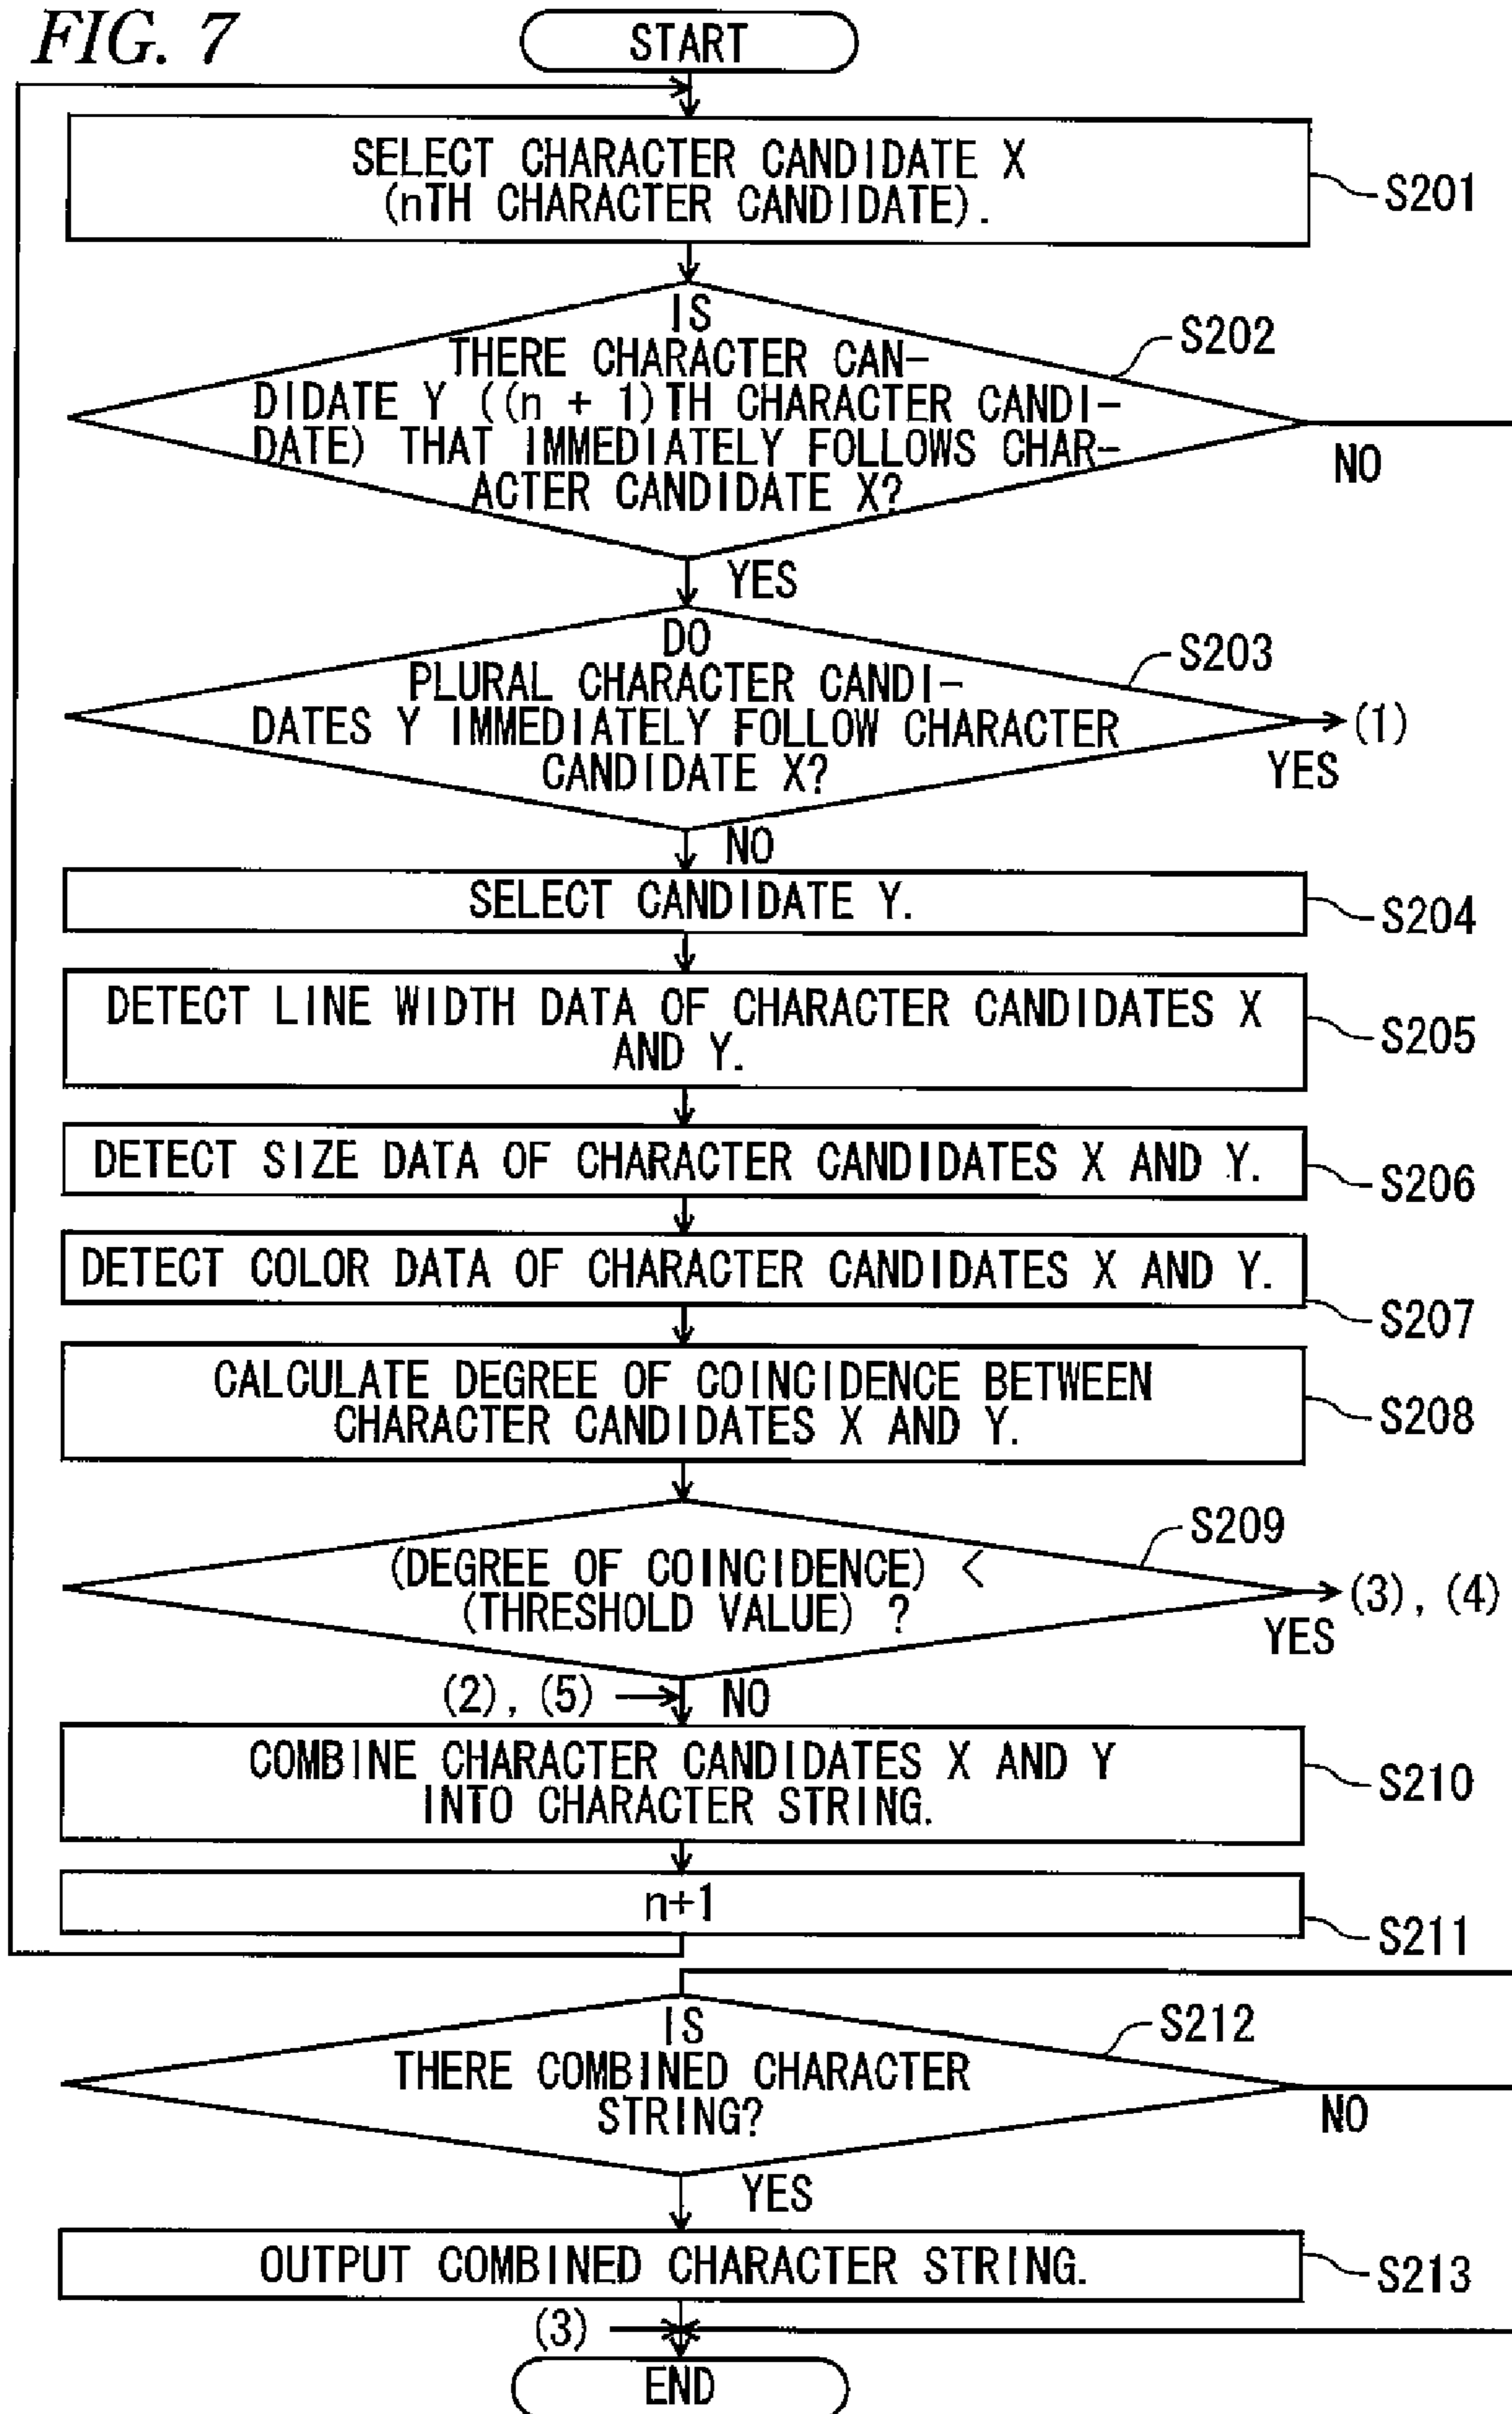 FIG. 7
START
SELECT CHARACTER CANDIDATE X
(nTH CHARACTER CANDIDATE).
S201
IS
THERE CHARACTER CAN-
DIDATE Y ((n + 1)TH CHARACTER CANDI-
DATE) THAT IMMEDIATELY FOLLOWS CHAR-
ACTER CANDIDATE X?
S202
NO
YES
DO
PLURAL CHARACTER CANDI-
DATES Y IMMEDIATELY FOLLOW CHARACTER
CANDIDATE X?
S203
(1)
YES
NO
SELECT CANDIDATE Y.
S204
DETECT LINE WIDTH DATA OF CHARACTER CANDIDATES X
AND Y.
S205
DETECT SIZE DATA OF CHARACTER CANDIDATES X AND Y.
S206
DETECT COLOR DATA OF CHARACTER CANDIDATES X AND Y.
S207
CALCULATE DEGREE OF COINCIDENCE BETWEEN
CHARACTER CANDIDATES X AND Y.
S208
(DEGREE OF COINCIDENCE) <
(THRESHOLD VALUE) ?
S209
(3), (4)
YES
(2), (5)
NO
COMBINE CHARACTER CANDIDATES X AND Y
INTO CHARACTER STRING.
S210
n+1
S211
IS
THERE COMBINED CHARACTER
STRING?
S212
NO
YES
OUTPUT COMBINED CHARACTER STRING.
S213
(3)
END